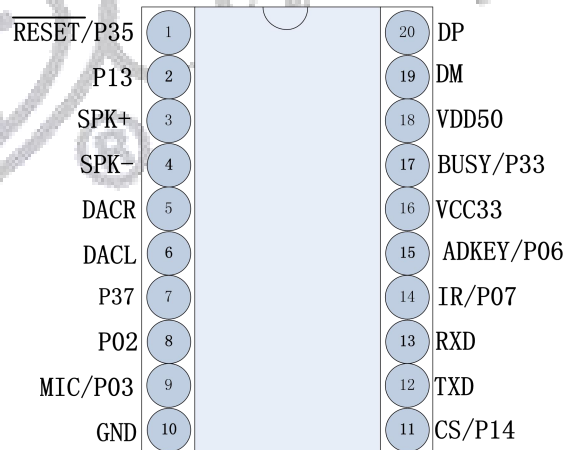 RESET/P35 1 20 DP
P13 2 19 DM
SPK+ 3 18 VDD50
SPK- 4 17 BUSY/P33
DACR 5 16 VCC33
DACL 6 15 ADKEY/P06
P37 7 14 IR/P07
P02 8 13 RXD
MIC/P03 9 12 TXD
GND 10 11 CS/P14
®